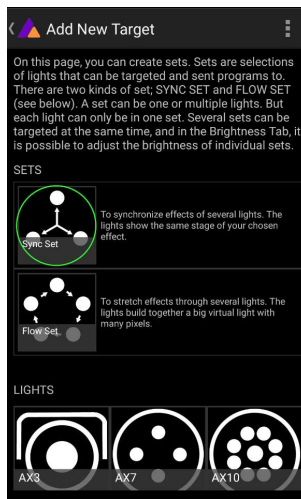 Add New Target
On this page, you can create sets. Sets are selections
of lights that can be targeted and sent programs to.
There are two kinds of set; SYNC SET and FLOW SET
(see below). A set can be one or multiple lights. But
each light can only be in one set. Several sets can be
targeted at the same time, and in the Brightness Tab, it
is possible to adjust the brightness of individual sets.
SETS
Sync Set
To synchronize effects of several lights. The
lights show the same stage of your chosen
effect.
Flow Set
To stretch effects through several lights. The
lights build together a big virtual light with
many pixels.
LIGHTS
AX3
AX7
AX10